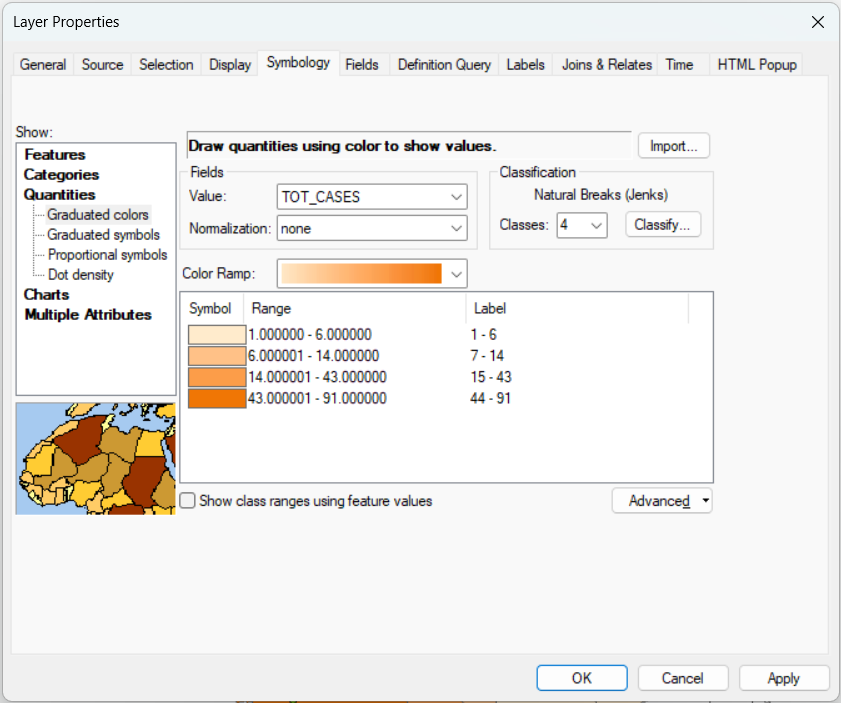 Layer Properties
General Source Selection Display Symbology Fields Definition Query Labels Joins & Relates Time HTML Popup
Show:
Features
Categories
Quantities
Graduated colors
Graduated symbols
Proportional symbols
Dot density
Charts
Multiple Attributes
Draw quantities using color to show values.
Import...
Fields
Value: TOT_CASES
Normalization: none
Classification
Natural Breaks (Jenks)
Classes: 4 Classify...
Color Ramp:
Symbol Range Label
1.000000 - 6.000000 1 - 6
6.000001 - 14.000000 7 - 14
14.000001 - 43.000000 15 - 43
43.000001 - 91.000000 44 - 91
Show class ranges using feature values
Advanced
OK Cancel Apply